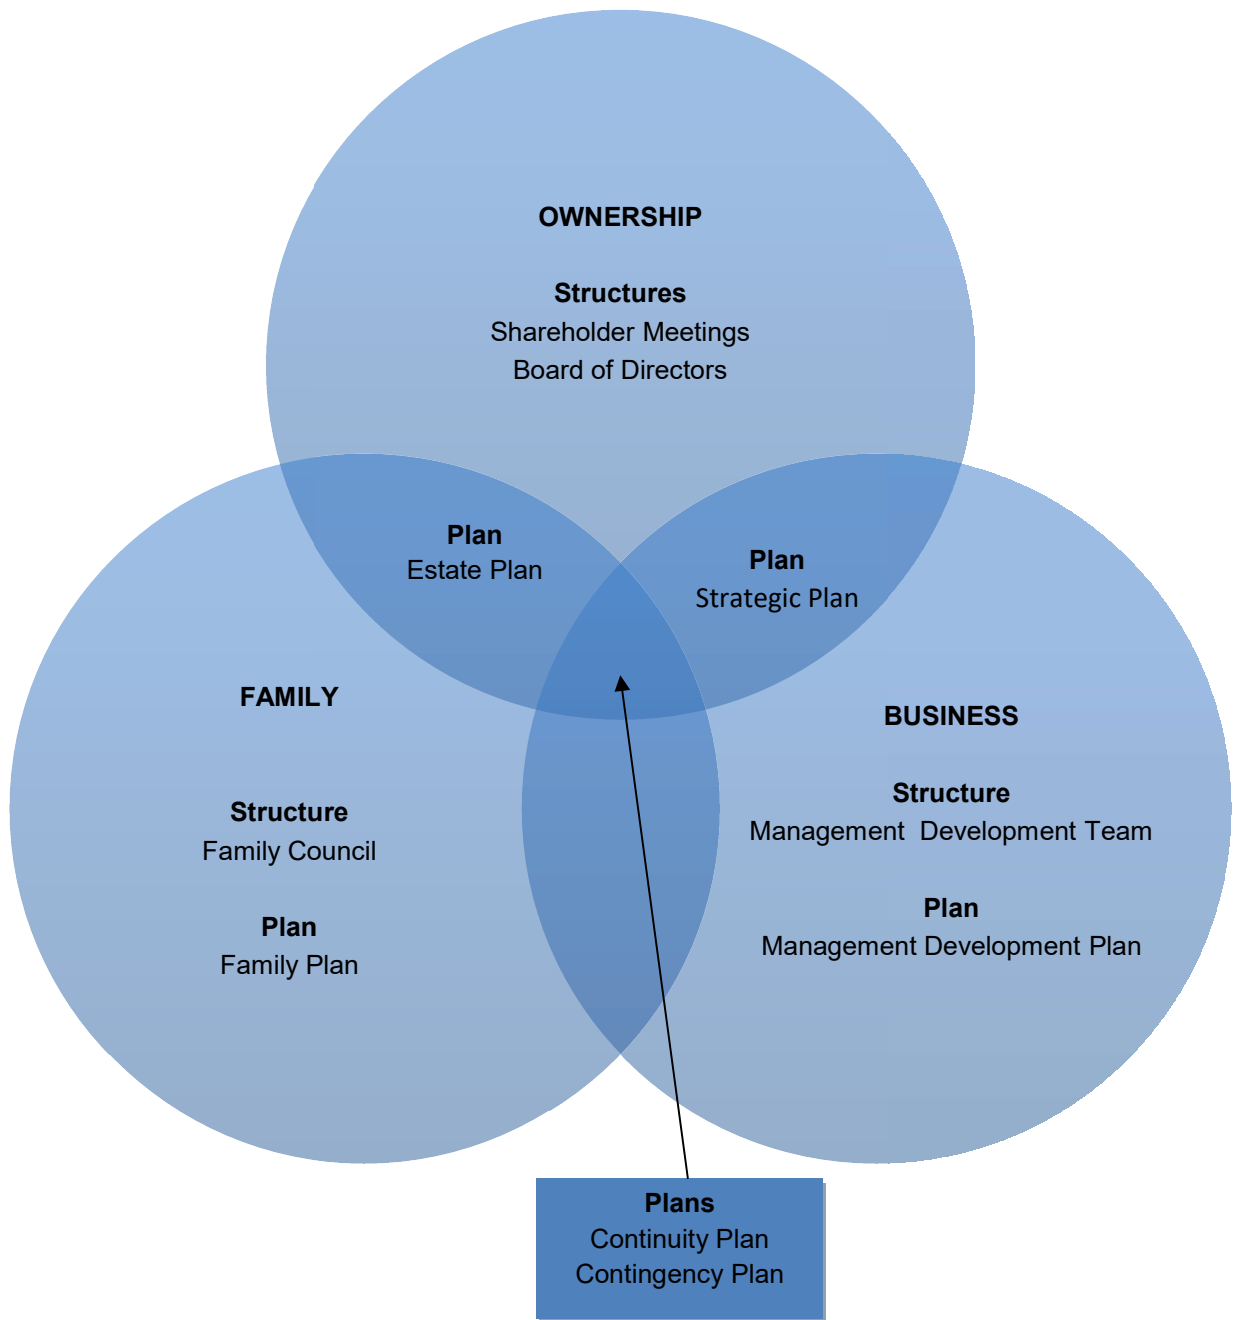 OWNERSHIP
Structures
Shareholder Meetings
Board of Directors
Plan
Estate Plan
Plan
Strategic Plan
FAMILY
Structure
Family Council
Plan
Family Plan
BUSINESS
Structure
Management  Development Team
Plan
Management Development Plan
Plans
Continuity Plan
Contingency Plan